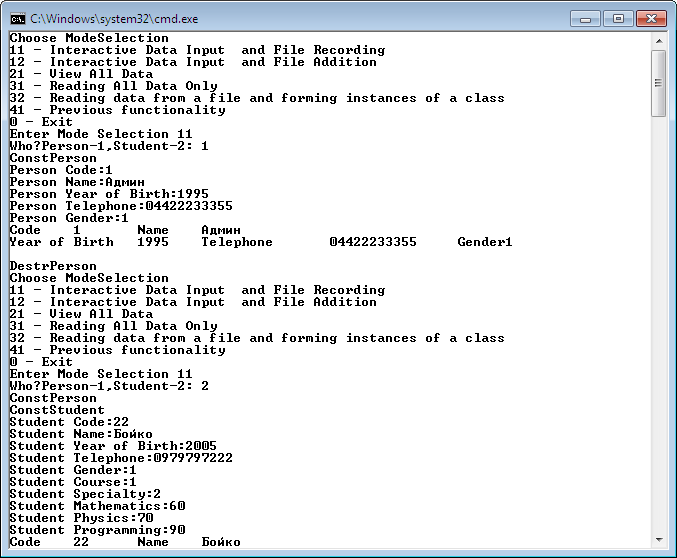 C:\Windows\system32\cmd.exe
Choose ModeSelection
11 - Interactive Data Input  and File Recording
12 - Interactive Data Input  and File Addition
21 - View All Data
31 - Reading All Data Only
32 - Reading data from a file and forming instances of a class
41 - Previous functionality
0 - Exit
Enter Mode Selection 11
Who?Person-1,Student-2: 1
ConstPerson
Person Code:1
Person Name:Админ
Person Year of Birth:1995
Person Telephone:04422233355
Person Gender:1
Code    1       Name    Админ
Year of Birth   1995    Telephone       04422233355     Gender1
DestrPerson
Choose ModeSelection
11 - Interactive Data Input  and File Recording
12 - Interactive Data Input  and File Addition
21 - View All Data
31 - Reading All Data Only
32 - Reading data from a file and forming instances of a class
41 - Previous functionality
0 - Exit
Enter Mode Selection 11
Who?Person-1,Student-2: 2
ConstPerson
ConstStudent
Student Code:22
Student Name:Бойко
Student Year of Birth:2005
Student Telephone:0979797222
Student Gender:1
Student Course:1
Student Specialty:2
Student Mathematics:60
Student Physics:70
Student Programming:90
Code    22      Name    Бойко